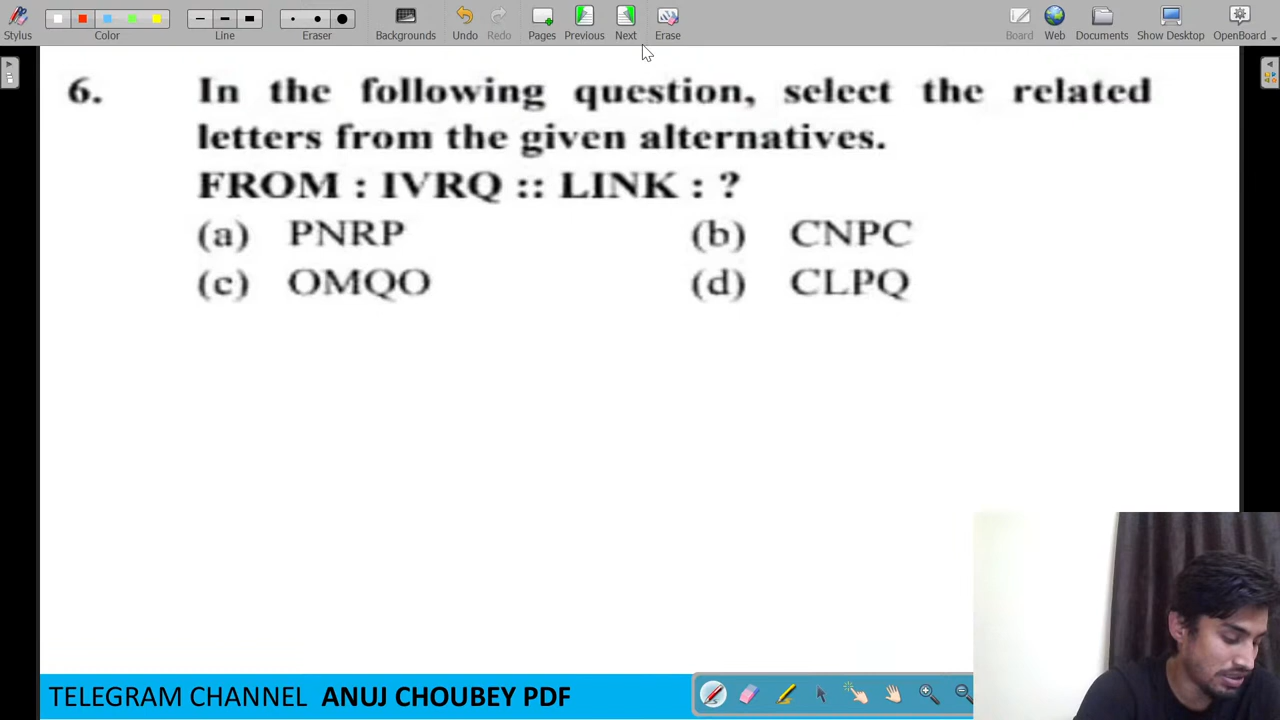 Stylus
Color
Line
Eraser
Backgrounds
Undo
Redo
Pages
Previous
Next
Erase
Board
Web
Documents
Show Desktop
OpenBoard
6. In the following question, select the related
letters from the given alternatives.
FROM : IVRQ :: LINK : ?
(a) PNRP (b) CNPC
(c) OMQO (d) CLPQ
TELEGRAM CHANNEL ANUJ CHOUBEY PDF